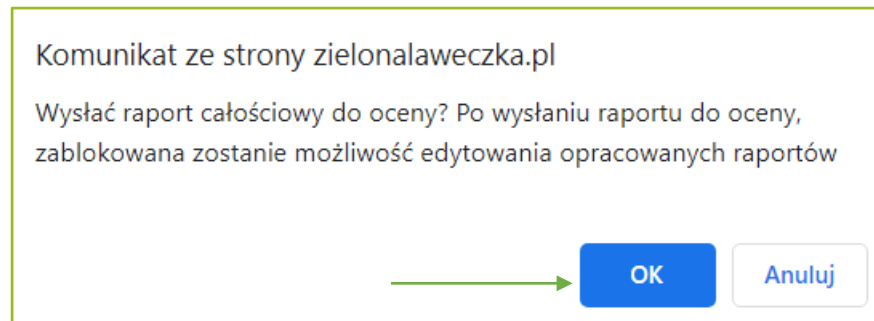 Komunikat ze strony zielonalaweczka.pl
Wysłać raport całościowy do oceny? Po wysłaniu raportu do oceny,
zablokowana zostanie możliwość edytowania opracowanych raportów
OK Anuluj